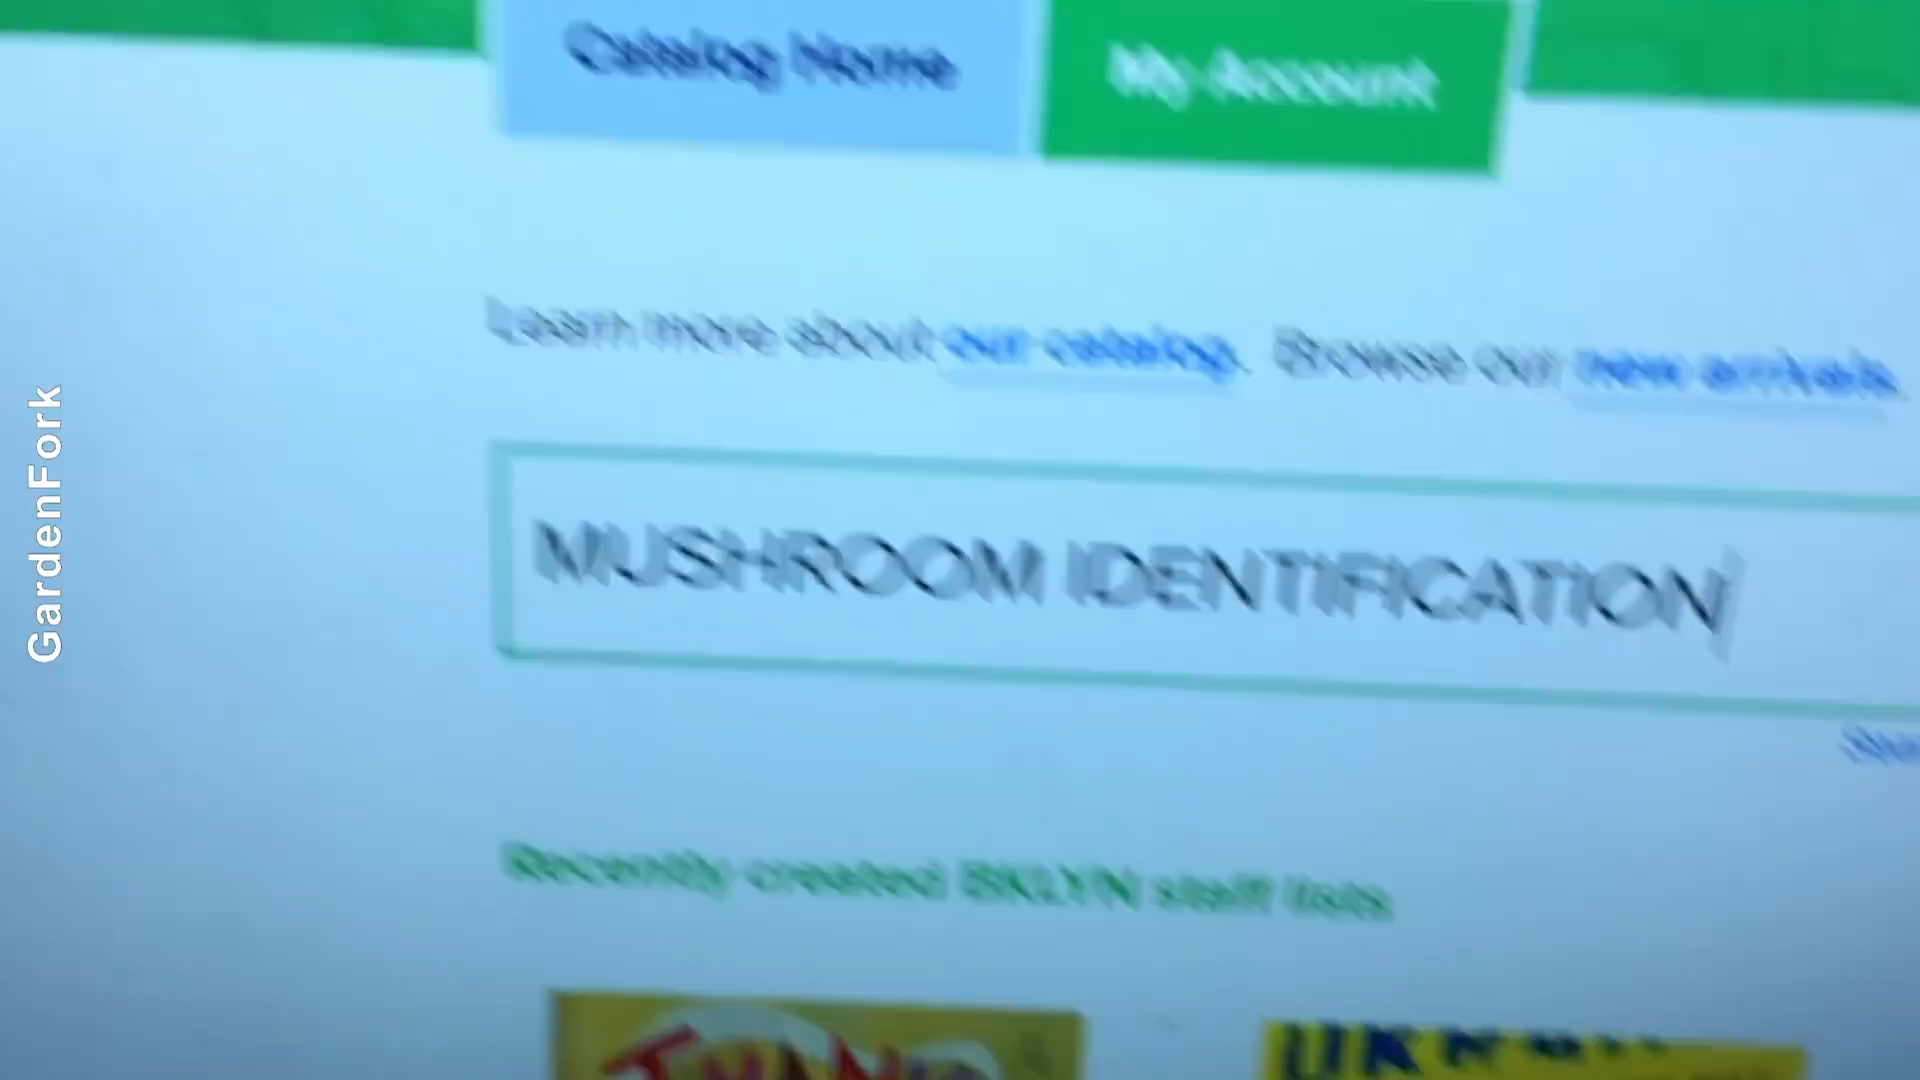 Catalog Home
My Account
Learn more about our catalog. Browse our new arrivals
MUSHROOM IDENTIFICATION
Recently created BKLYN staff lists
GardenFork